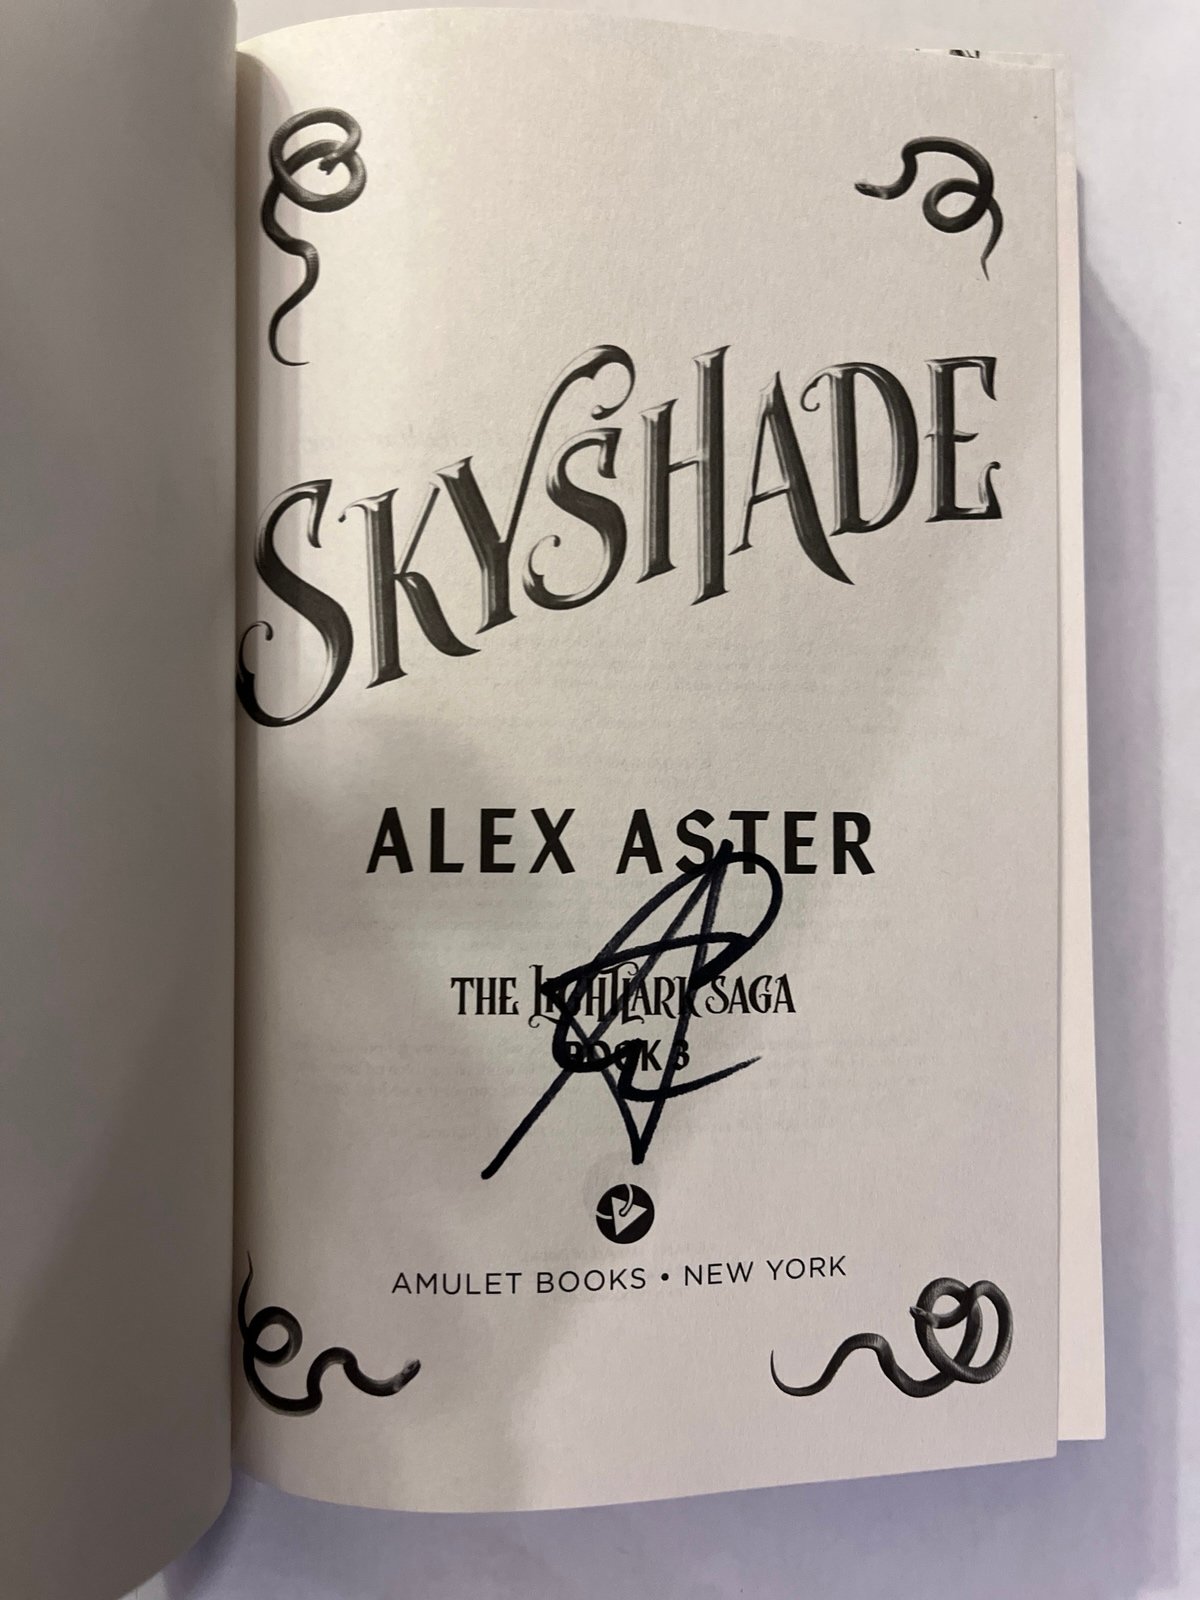 SKYSHADE
ALEX ASTER
THE LIGHTLARK SAGA
BOOK 3
AMULET BOOKS • NEW YORK